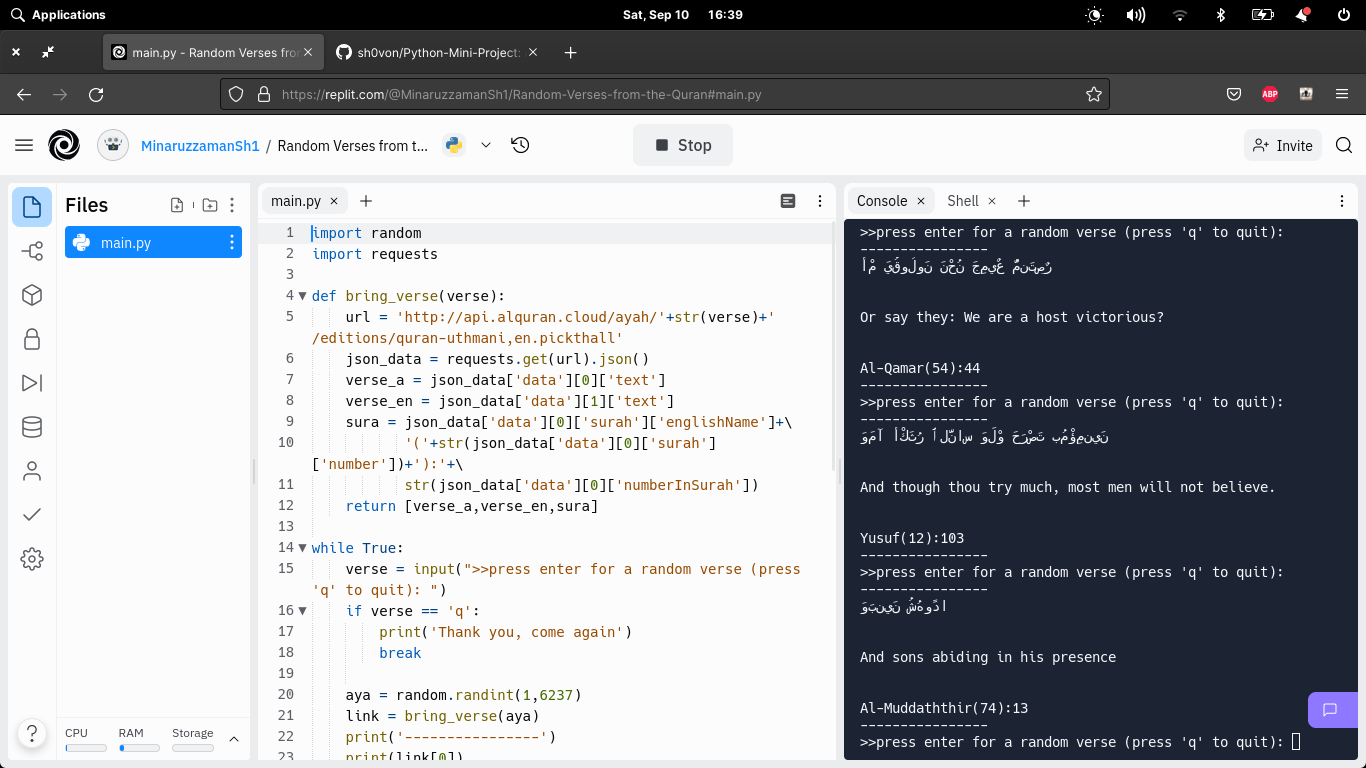 Applications
Sat, Sep 10 16:39
main.py - Random Verses fro
sh0von/Python-Mini-Project:
https://replit.com/@MinaruzzamanSh1/Random-Verses-from-the-Quran#main.py
ABP
MinaruzzamanSh1 / Random Verses from t...
Stop
Invite
Files
main.py
CPU
RAM
Storage
?
main.py
1 import random
2 import requests
3
4 def bring_verse(verse):
5 url = 'http://api.alquran.cloud/ayah/'+str(verse)+'
/editions/quran-uthmani,en.pickthall'
6 json_data = requests.get(url).json()
7 verse_a = json_data['data'][0]['text']
8 verse_en = json_data['data'][1]['text']
9 sura = json_data['data'][0]['surah']['englishName']+\
10 '('+str(json_data['data'][0]['surah']
['number'])+'):'+\
11 str(json_data['data'][0]['numberInSurah'])
12 return [verse_a,verse_en,sura]
13
14 while True:
15 verse = input(">>press enter for a random verse (press
'q' to quit): ")
16 if verse == 'q':
17 print('Thank you, come again')
18 break
19
20 aya = random.randint(1,6237)
21 link = bring_verse(aya)
22 print('----------------')
23 print(link[0])
Console
Shell
>>press enter for a random verse (press 'q' to quit):
----------------
Or say they: We are a host victorious?
Al-Qamar(54):44
----------------
>>press enter for a random verse (press 'q' to quit):
----------------
And though thou try much, most men will not believe.
Yusuf(12):103
----------------
>>press enter for a random verse (press 'q' to quit):
----------------
And sons abiding in his presence
Al-Muddaththir(74):13
----------------
>>press enter for a random verse (press 'q' to quit):